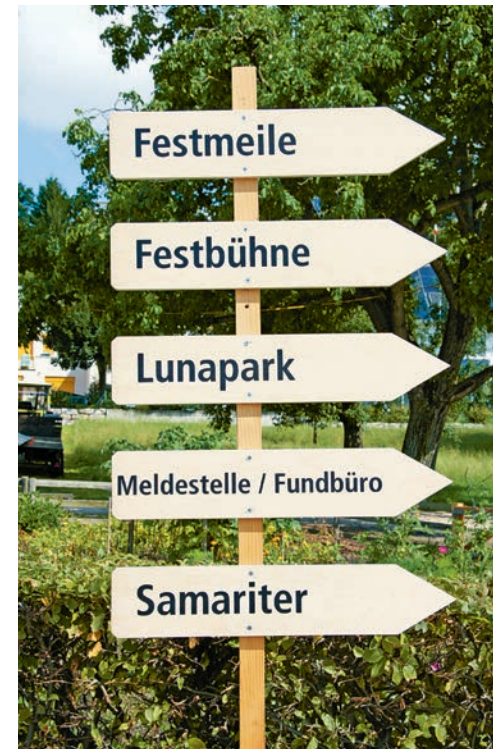 Festmeile
Festbühne
Lunapark
Meldestelle / Fundbüro
Samariter